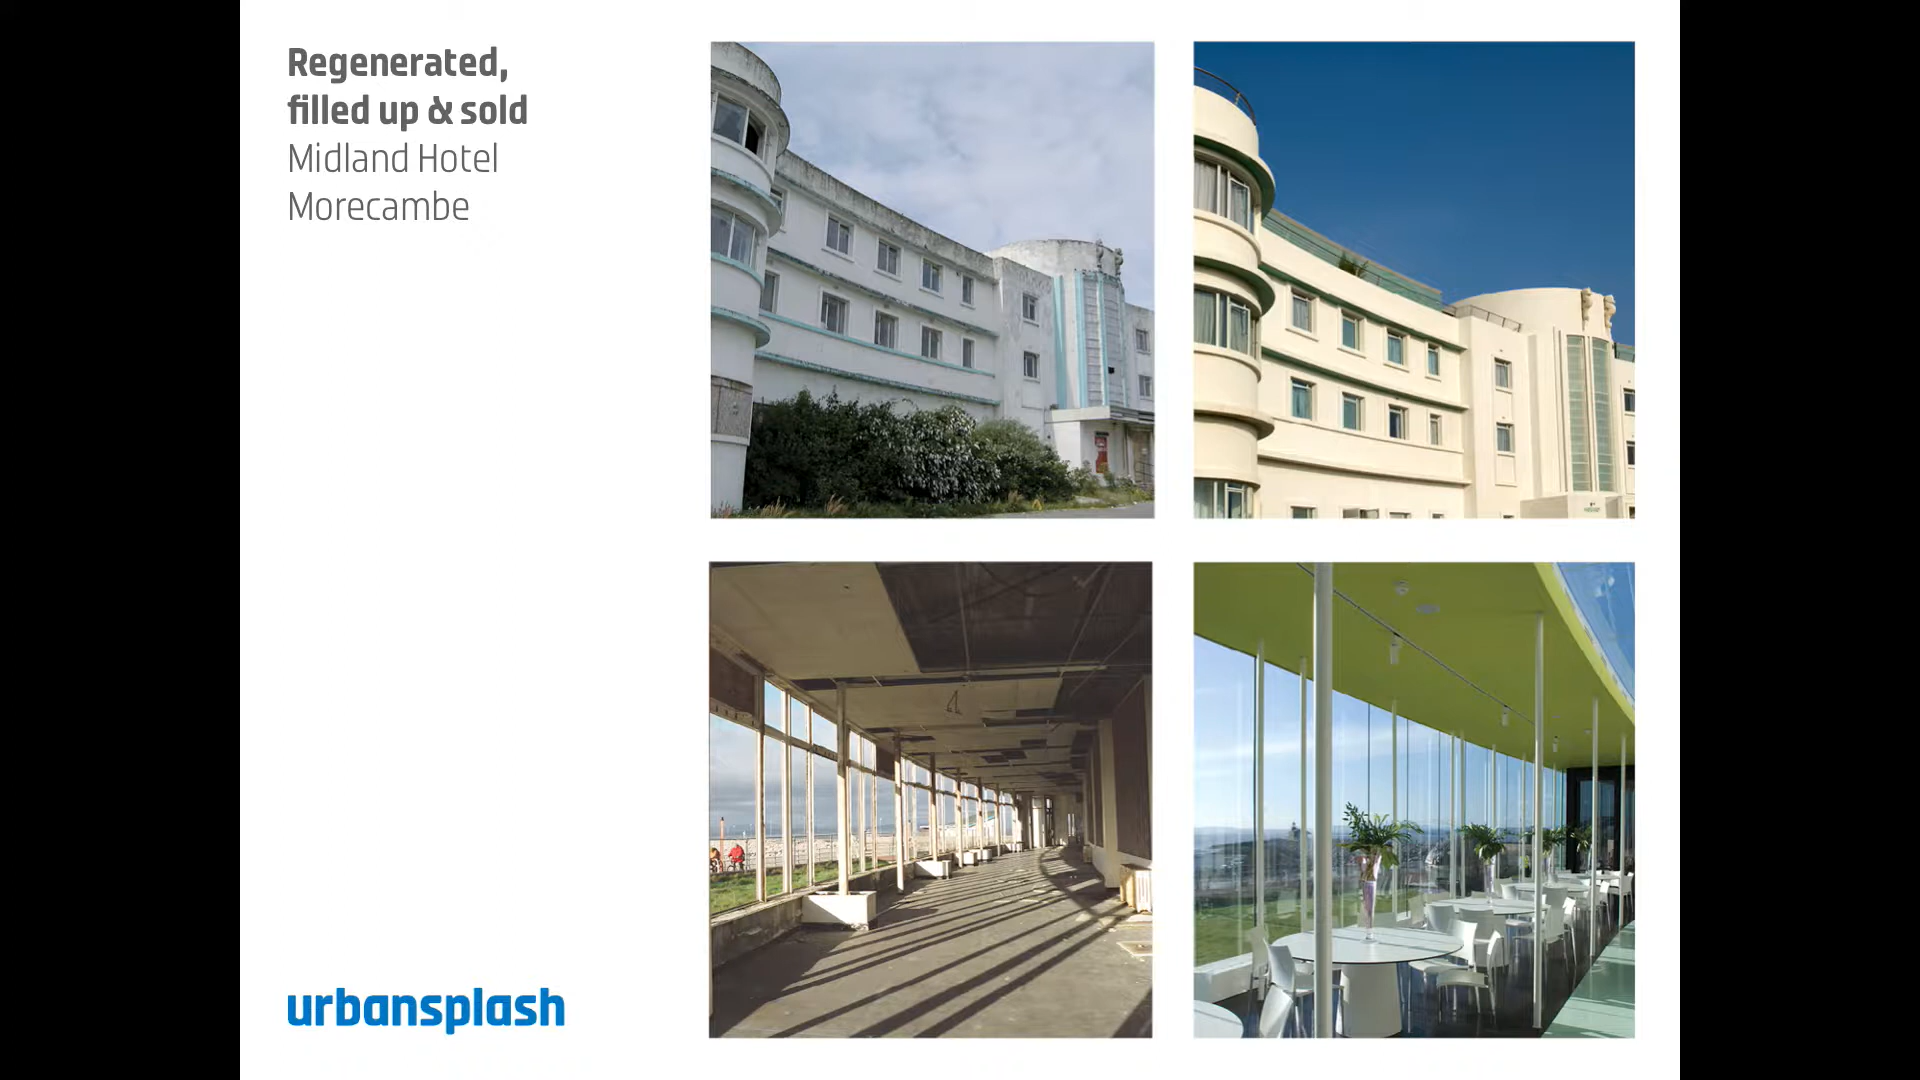 Regenerated,
filled up & sold
Midland Hotel
Morecambe
urbansplash